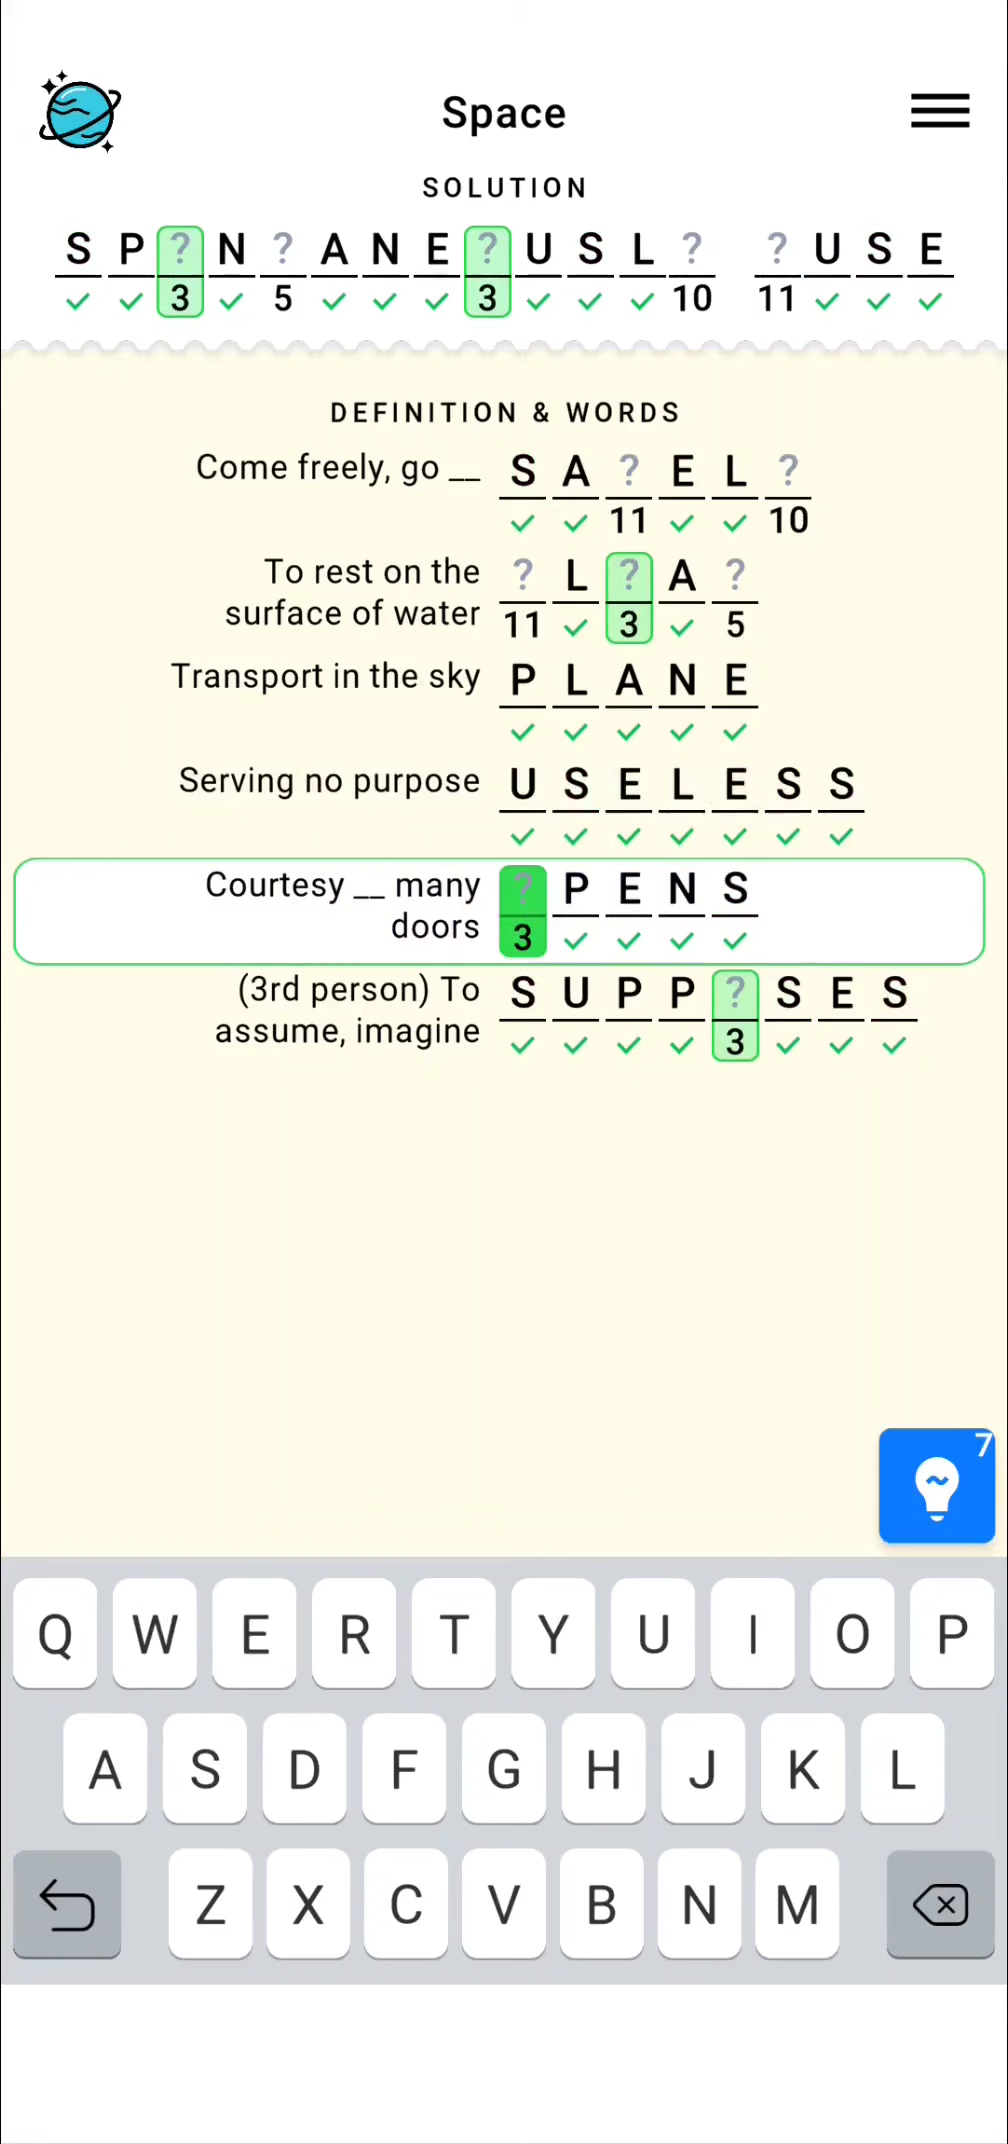 Space
SOLUTION
S P ? N ? A N E ? U S L ? ? U S E
3 5 3 10 11
DEFINITION & WORDS
Come freely, go __ S A ? E L ?
11 10
To rest on the surface of water ? L ? A ?
11 3 5
Transport in the sky P L A N E
Serving no purpose U S E L E S S
Courtesy __ many doors ? P E N S
3
(3rd person) To assume, imagine S U P P ? S E S
3
7
Q W E R T Y U I O P
A S D F G H J K L
Z X C V B N M